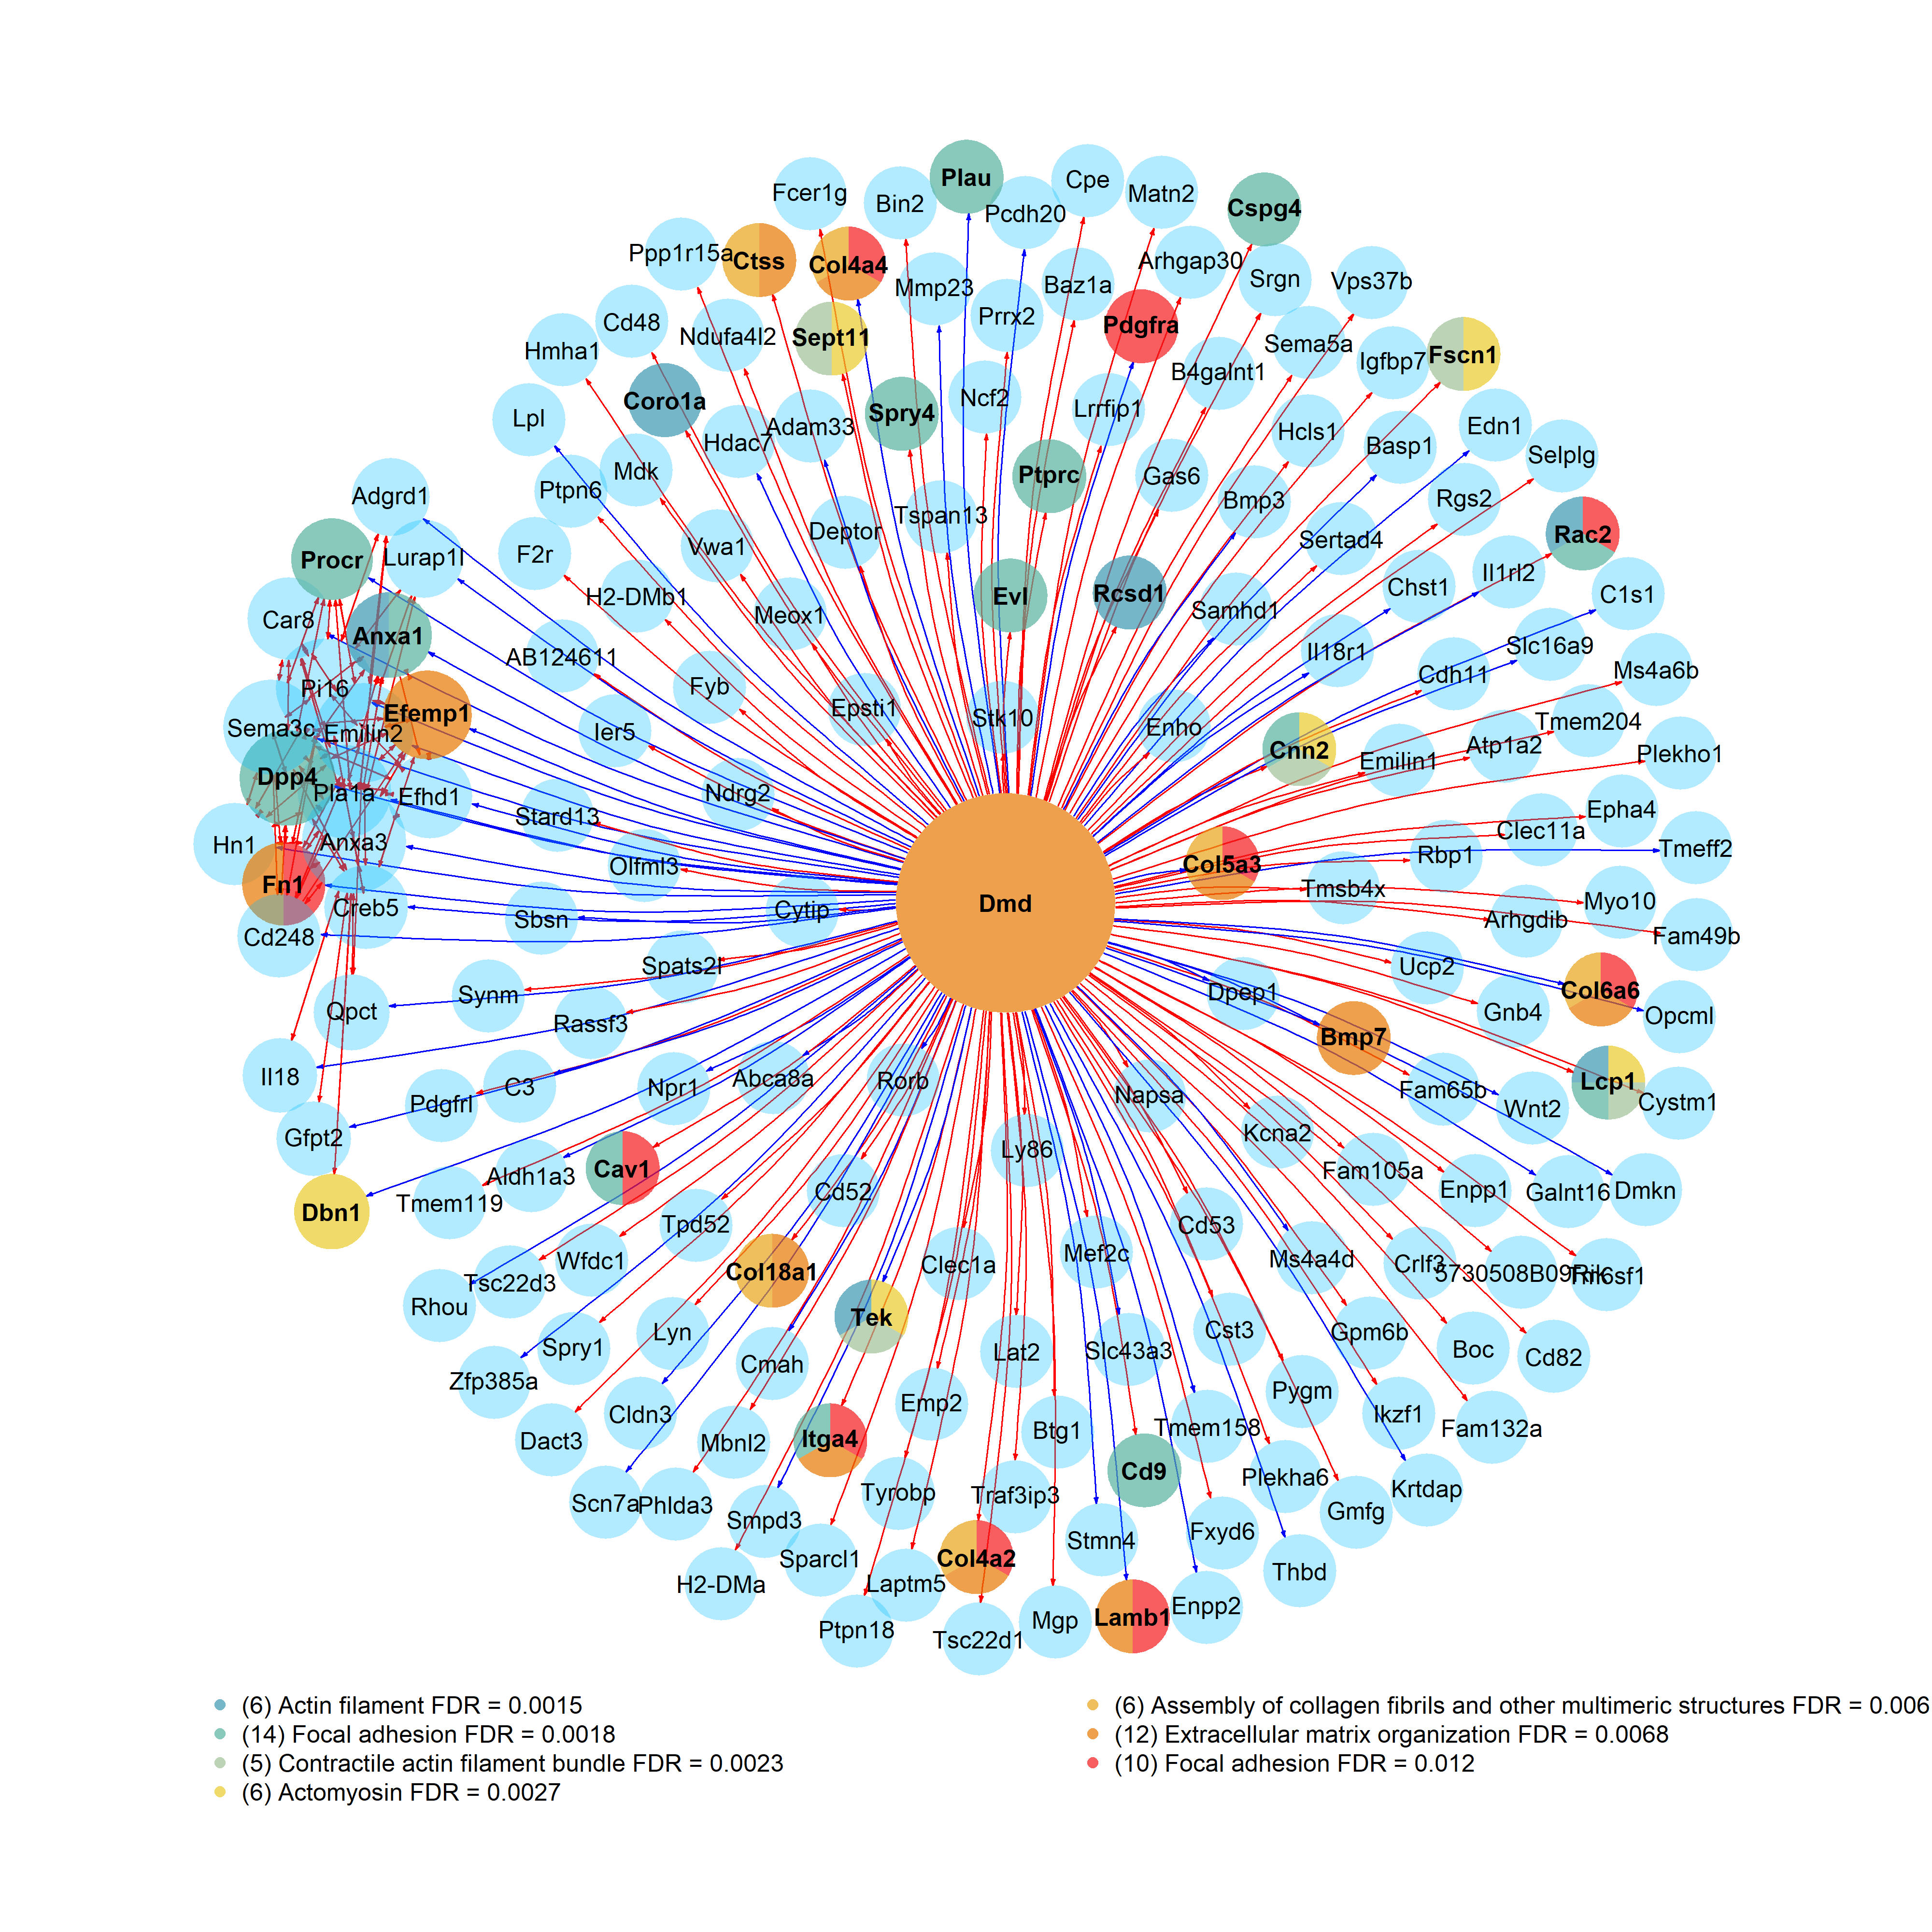 Plau
Cpe
Fcer1g
Matn2
Bin2
Cspg4
Pcdh20
Ppp1r15a
Ctss
Col4a4
Arhgap30
Srgn
Vps37b
Mmp23
Baz1a
Prrx2
Pdgfra
Cd48
Ndufa4l2
Sept11
Sema5a
Hmha1
Igfbp7
Fscn1
B4galnt1
Coro1a
Spry4
Ncf2
Lrrfip1
Lpl
Hdac7
Adam33
Hcls1
Basp1
Edn1
Selplg
Mdk
Ptprc
Gas6
Ptpn6
Bmp3
Rgs2
Adgrd1
Tspan13
Deptor
Rac2
Sertad4
Vwa1
F2r
Procr
Lurap1l
Il1rl2
Chst1
C1s1
H2-DMb1
Evl
Rcsd1
Meox1
Samhd1
Car8
Anxa1
Slc16a9
Il18r1
AB124611
Cdh11
Ms4a6b
Pi16
Fyb
Epsti1
Efemp1
Stk10
Enho
Tmem204
Sema3c
Emilin2
Ier5
Cnn2
Atp1a2
Plekho1
Emilin1
Dpp4
Pla1a
Efhd1
Ndrg2
Stard13
Epha4
Clec11a
Hn1
Anxa3
Tmeff2
Rbp1
Olfml3
Col5a3
Fn1
Tmsb4x
Dmd
Myo10
Creb5
Cytip
Sbsn
Arhgdib
Cd248
Fam49b
Spats2l
Ucp2
Synm
Dpep1
Col6a6
Qpct
Gnb4
Opcml
Rassf3
Bmp7
Il18
Abca8a
Rorb
Lcp1
C3
Npr1
Fam65b
Napsa
Pdgfrl
Cystm1
Wnt2
Gfpt2
Kcna2
Ly86
Cav1
Fam105a
Aldh1a3
Enpp1
Galnt16
Dmkn
Cd52
Tmem119
Dbn1
Tpd52
Cd53
Mef2c
Wfdc1
Ms4a4d
Clec1a
Crlf3
Col18a1
5730508B09Rik
Tm6sf1
Tsc22d3
Rhou
Tek
Lyn
Cst3
Gpm6b
Spry1
Boc
Slc43a3
Lat2
Cd82
Cmah
Zfp385a
Pygm
Emp2
Cldn3
Ikzf1
Tmem158
Fam132a
Btg1
Itga4
Dact3
Mbnl2
Cd9
Plekha6
Krtdap
Tyrobp
Traf3ip3
Scn7a
Phlda3
Gmfg
Smpd3
Fxyd6
Stmn4
Col4a2
Sparcl1
Thbd
H2-DMa
Laptm5
Enpp2
Lamb1
Mgp
Ptpn18
Tsc22d1
(6) Actin filament FDR = 0.0015
(14) Focal adhesion FDR = 0.0018
(5) Contractile actin filament bundle FDR = 0.0023
(6) Actomyosin FDR = 0.0027
(6) Assembly of collagen fibrils and other multimeric structures FDR = 0.006
(12) Extracellular matrix organization FDR = 0.0068
(10) Focal adhesion FDR = 0.012